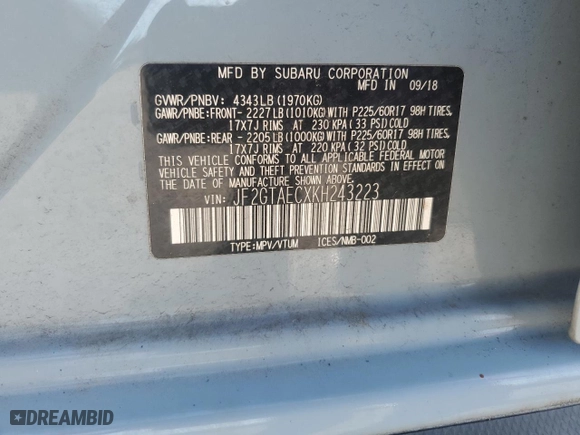 MFD BY SUBARU CORPORATION
MFD IN 09/18
GVWR/PNBV: 4343LB (1970KG)
GAWR/PNBE:FRONT- 2227LB (1010KG) WITH P225/60R17 98H TIRES,
17X7J RIMS AT 230 KPA (33 PSI) COLD
GAWR/PNBE:REAR - 2205LB (1000KG) WITH P225/60R17 98H TIRES,
17X7J RIMS AT 220 KPA (32 PSI) COLD
THIS VEHICLE CONFORMS TO ALL APPLICABLE FEDERAL MOTOR
VEHICLE SAFETY, BUMPER, AND THEFT PREVENTION STANDARDS IN EFFECT ON
THE DATE OF MANUFACTURE SHOWN ABOVE.
VIN: JF2GTAECXKH243223
TYPE:MPV/VTUM ICES/NMB-002
DREAMBID